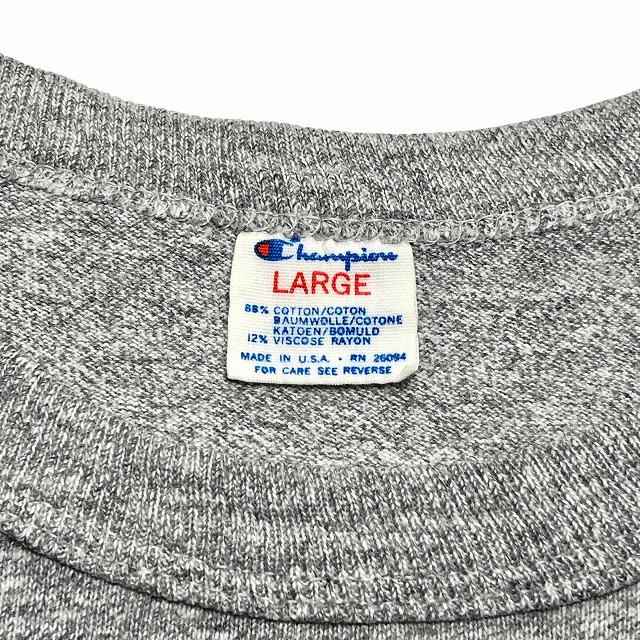 Champion
LARGE
88% COTTON/COTON
BAUMWOLLE/COTONE
KATOEN/BOMULD
12% VISCOSE RAYON
MADE IN U.S.A. · RN 26094
FOR CARE SEE REVERSE